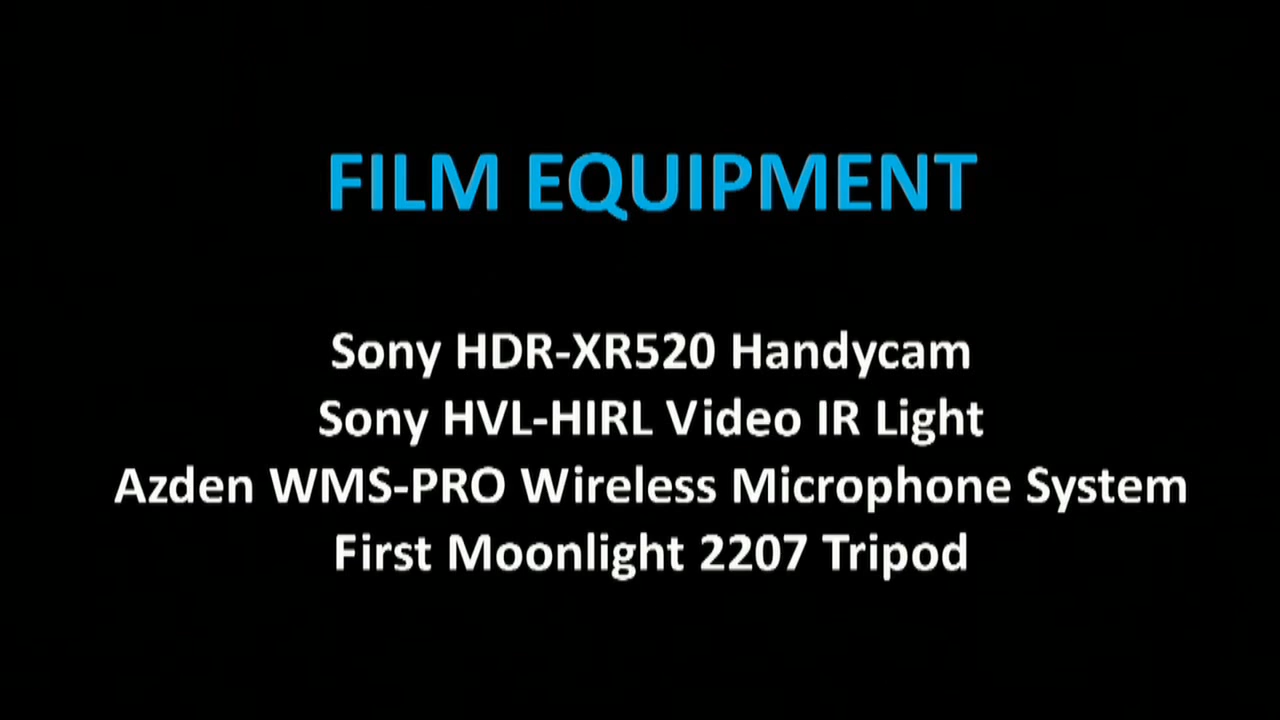 FILM EQUIPMENT
Sony HDR-XR520 Handycam
Sony HVL-HIRL Video IR Light
Azden WMS-PRO Wireless Microphone System
First Moonlight 2207 Tripod